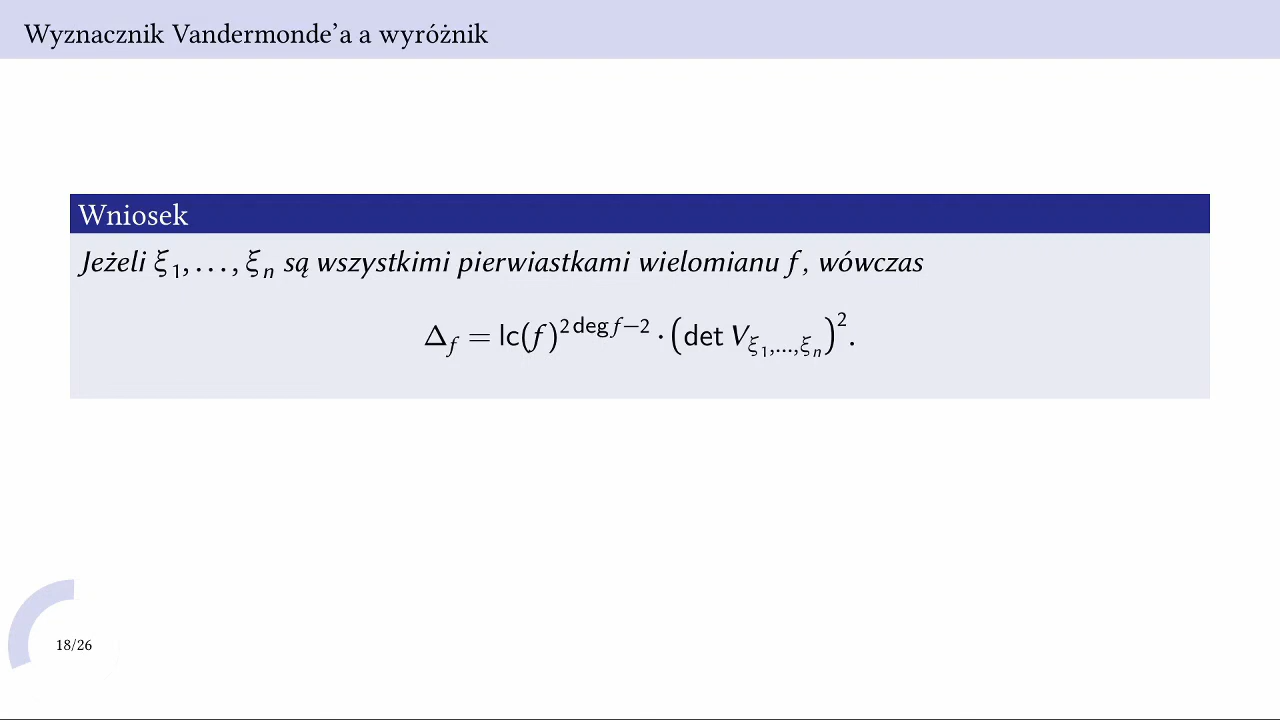 Wyznacznik Vandermonde’a a wyróżnik
Wniosek
Jeżeli ξ₁, . . . , ξₙ są wszystkimi pierwiastkami wielomianu f, wówczas
Δ_f = lc(f)^{2 deg f−2} · (det V_{ξ₁,...,ξₙ})².
18/26